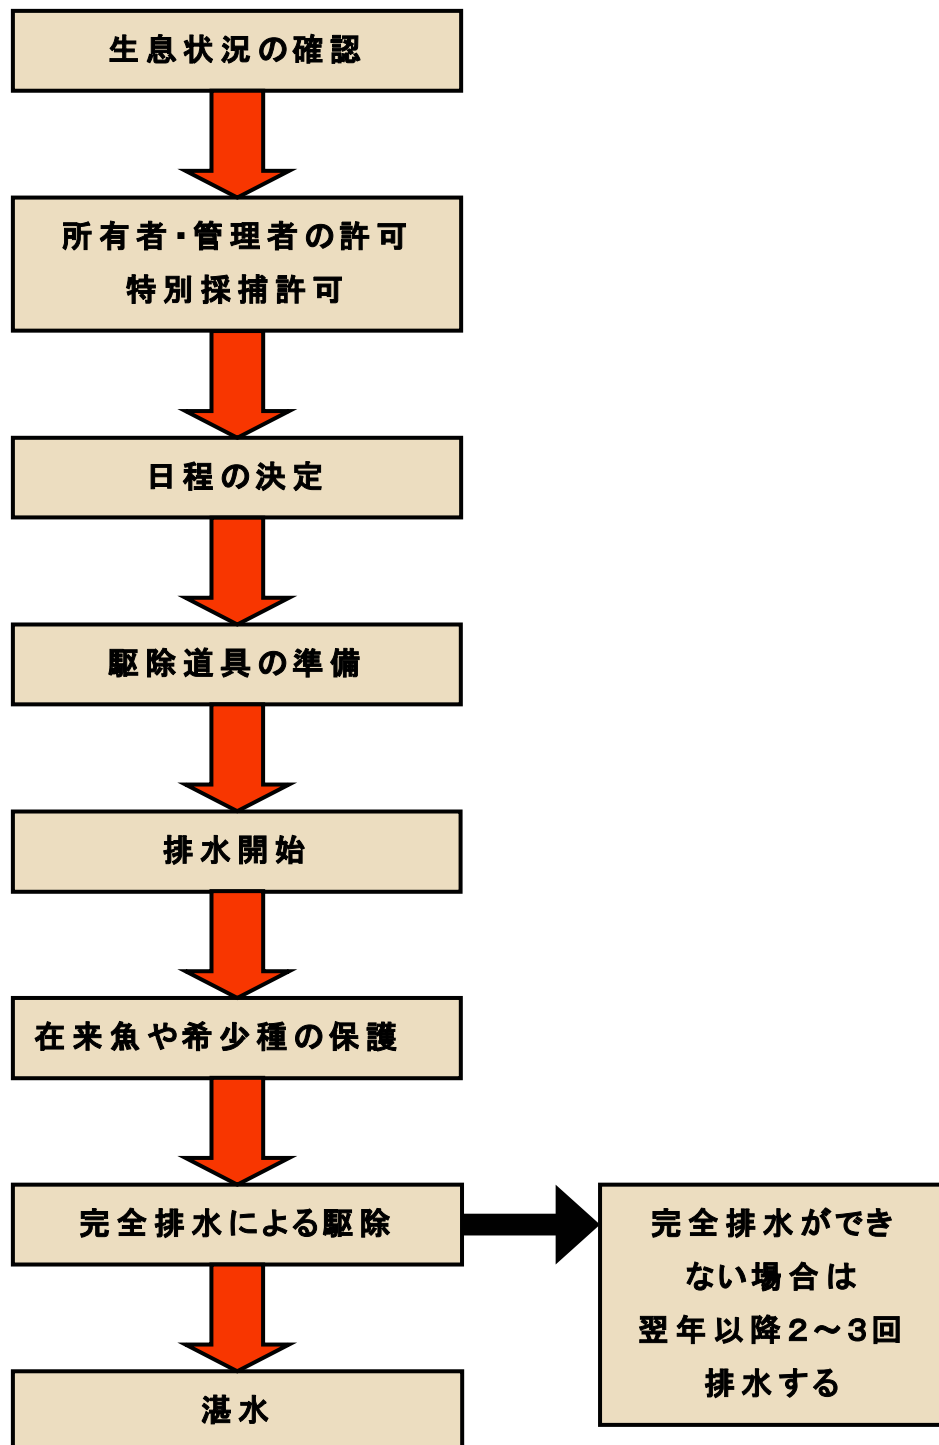 生息状況の確認
所有者・管理者の許可
特別採捕許可
日程の決定
駆除道具の準備
排水開始
在来魚や希少種の保護
完全排水による駆除
完全排水ができ
ない場合は
翌年以降2～3回
排水する
湛水